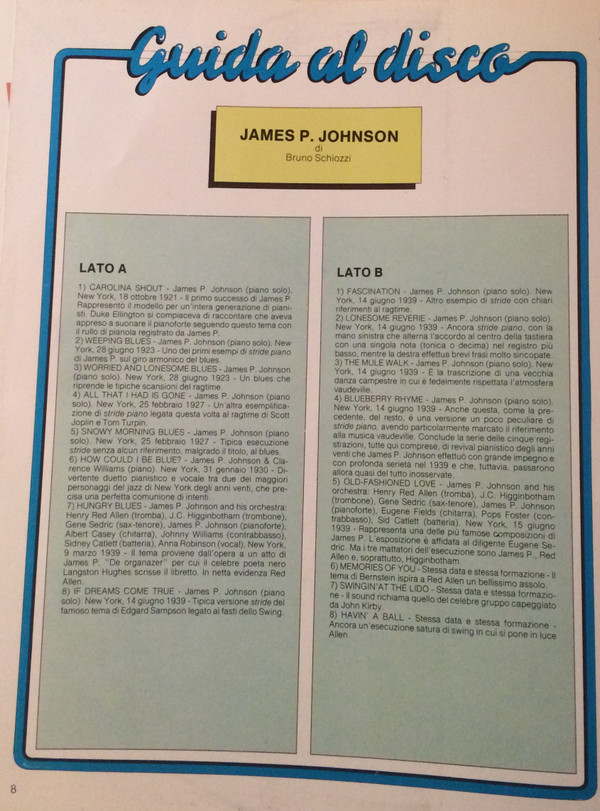 Guida al disco
JAMES P. JOHNSON
di
Bruno Schiozzi
LATO A
1) CAROLINA SHOUT - James P. Johnson (piano solo).
New York, 18 ottobre 1921 - Il primo successo di James P.
Rappresentò il modello per un'intera generazione di piani-
sti. Duke Ellington si compiaceva di raccontare che aveva
appreso a suonare il pianoforte seguendo questo tema con
il rullo di pianola registrato da James P.
2) WEEPING BLUES - James P. Johnson (piano solo). New
York, 28 giugno 1923 - Uno dei primi esempi di stride piano
di James P. sul giro armonico del blues.
3) WORRIED AND LONESOME BLUES - James P. Johnson
(piano solo). New York, 28 giugno 1923 - Un blues che
riprende le tipiche scansioni del ragtime.
4) ALL THAT I HAD IS GONE - James P. Johnson (piano
solo). New York, 25 febbraio 1927 - Un'altra esemplifica-
zione di stride piano legata questa volta al ragtime di Scott
Joplin e Tom Turpin.
5) SNOWY MORNING BLUES - James P. Johnson (piano
solo). New York, 25 febbraio 1927 - Tipica esecuzione
stride senza alcun riferimento, malgrado il titolo, al blues.
6) HOW COULD I BE BLUE? - James P. Johnson & Cla-
rence Williams (piano). New York, 31 gennaio 1930 - Di-
vertente duetto pianistico e vocale tra due dei maggiori
personaggi del jazz di New York degli anni venti, che pre-
cisa una perfetta comunione di intenti.
7) HUNGRY BLUES - James P. Johnson and his orchestra:
Henry Red Allen (tromba), J.C. Higginbotham (trombone),
Gene Sedric (sax-tenore), James P. Johnson (pianoforte),
Albert Casey (chitarra), Johnny Williams (contrabbasso),
Sidney Catlett (batteria), Anna Robinson (vocal). New York,
9 marzo 1939 - Il tema proviene dall'opera a un atto di
James P. "De organazer" per cui il celebre poeta nero
Langston Hughes scrisse il libretto. In netta evidenza Red
Allen.
8) IF DREAMS COME TRUE - James P. Johnson (piano
solo). New York, 14 giugno 1939 - Tipica versione stride del
famoso tema di Edgard Sampson legato ai fasti dello Swing.
LATO B
1) FASCINATION - James P. Johnson (piano solo). New
York, 14 giugno 1939 - Altro esempio di stride con chiari
riferimenti al ragtime.
2) LONESOME REVERIE - James P. Johnson (piano solo).
New York, 14 giugno 1939 - Ancora stride piano, con la
mano sinistra che alterna l'accordo al centro della tastiera
con una singola nota (tonica o decima) nel registro più
basso, mentre la destra effettua brevi frasi molto sincopate.
3) THE MULE WALK - James P. Johnson (piano solo). New
York, 14 giugno 1939 - È la trascrizione di una vecchia
danza campestre in cui è fedelmente rispettata l'atmosfera
vaudeville.
4) BLUEBERRY RHYME - James P. Johnson (piano solo).
New York, 14 giugno 1939 - Anche questa, come la pre-
cedente, del resto, è una versione un poco peculiare di
stride piano, avendo particolarmente marcato il riferimento
alla musica vaudeville. Conclude la serie delle cinque regi-
strazioni, tutte qui comprese, di revival pianistico degli anni
venti che James P. Johnson effettuò con grande impegno e
con profonda serietà nel 1939 e che, tuttavia, passarono
allora quasi del tutto inosservate.
5) OLD-FASHIONED LOVE - James P. Johnson and his
orchestra: Henry Red Allen (tromba), J.C. Higginbotham
(trombone), Gene Sedric (sax-tenore), James P. Johnson
(pianoforte), Eugene Fields (chitarra), Pops Foster (con-
trabbasso), Sid Catlett (batteria). New York, 15 giugno
1939 - Rappresenta una delle più famose composizioni di
James P. L'esposizione è affidata al diligente Eugene Se-
dric. Ma i tre mattatori dell'esecuzione sono James P., Red
Allen e, soprattutto, Higginbotham.
6) MEMORIES OF YOU - Stessa data e stessa formazione - Il
tema di Bernstein ispira a Red Allen un bellissimo assolo.
7) SWINGIN'AT THE LIDO - Stessa data e stessa formazio-
ne - Il sound richiama quello del celebre gruppo capeggiato
da John Kirby.
8) HAVIN' A BALL - Stessa data e stessa formazione -
Ancora un'esecuzione satura di swing in cui si pone in luce
Allen.
8